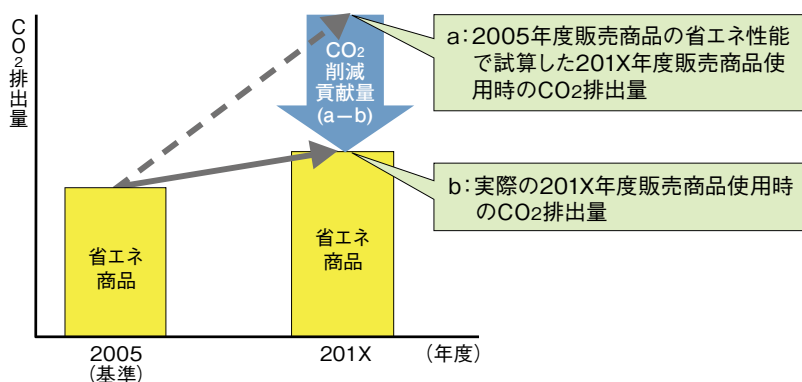 CO2排出量
CO2
削減
貢献量
(a－b)
a：2005年度販売商品の省エネ性能
で試算した201X年度販売商品使
用時のCO2排出量
b：実際の201X年度販売商品使用時
のCO2排出量
省エネ
商品
省エネ
商品
2005
(基準)
201X
(年度)